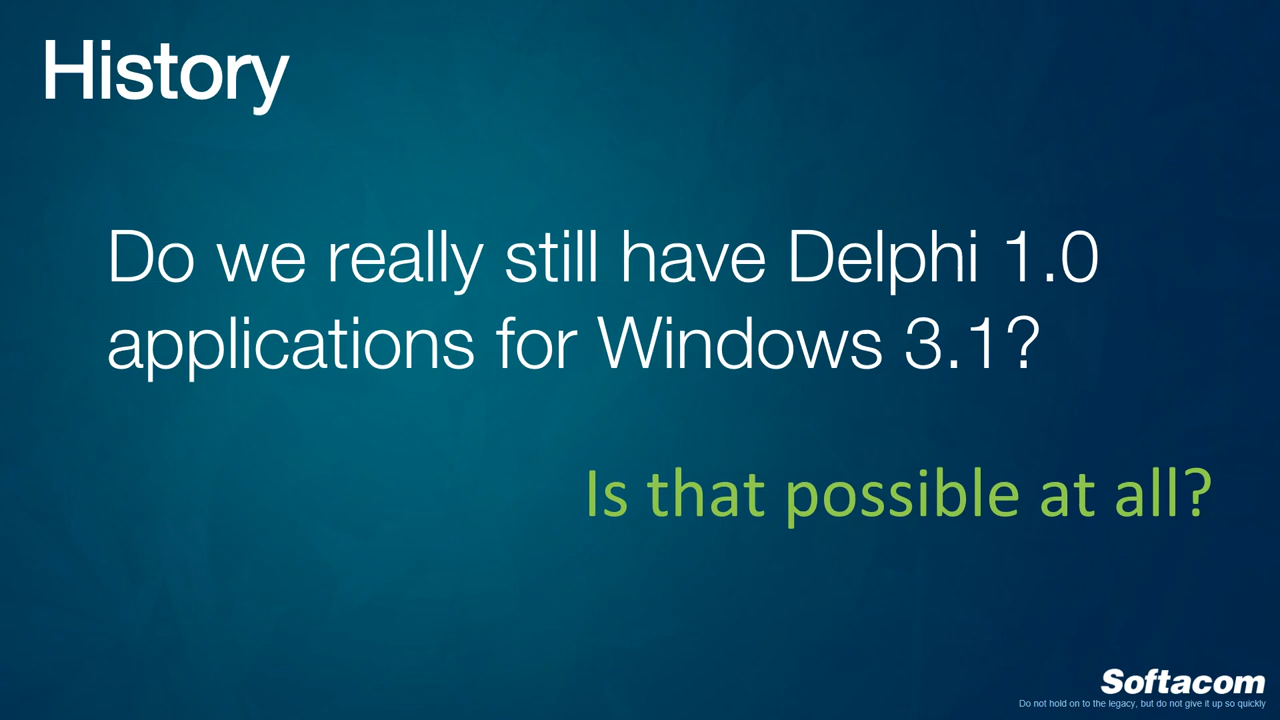 History
Do we really still have Delphi 1.0
applications for Windows 3.1?
Is that possible at all?
Softacom
Do not hold on to the legacy, but do not give it up so quickly